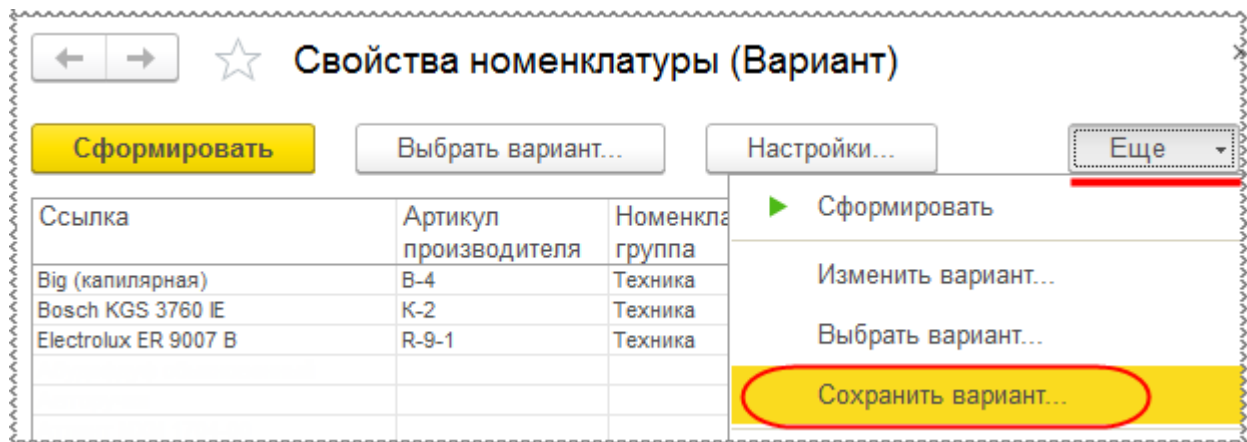 Свойства номенклатуры (Вариант)
Сформировать Выбрать вариант... Настройки... Еще
Ссылка Артикул производителя группа
Big (капилярная) B-4 Техника
Bosch KGS 3760 IE K-2 Техника
Electrolux ER 9007 B R-9-1 Техника
Сформировать
Изменить вариант...
Выбрать вариант...
Сохранить вариант...